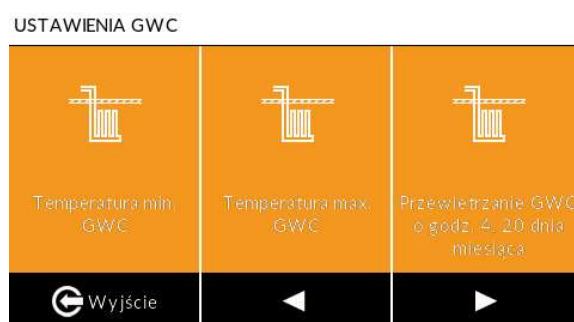 USTAWIENIA GWC
Temperatura min.
GWC
Temperatura max.
GWC
Przewietrzanie GWC
o godz. 4, 20 dnia
miesiąca
Wyjście